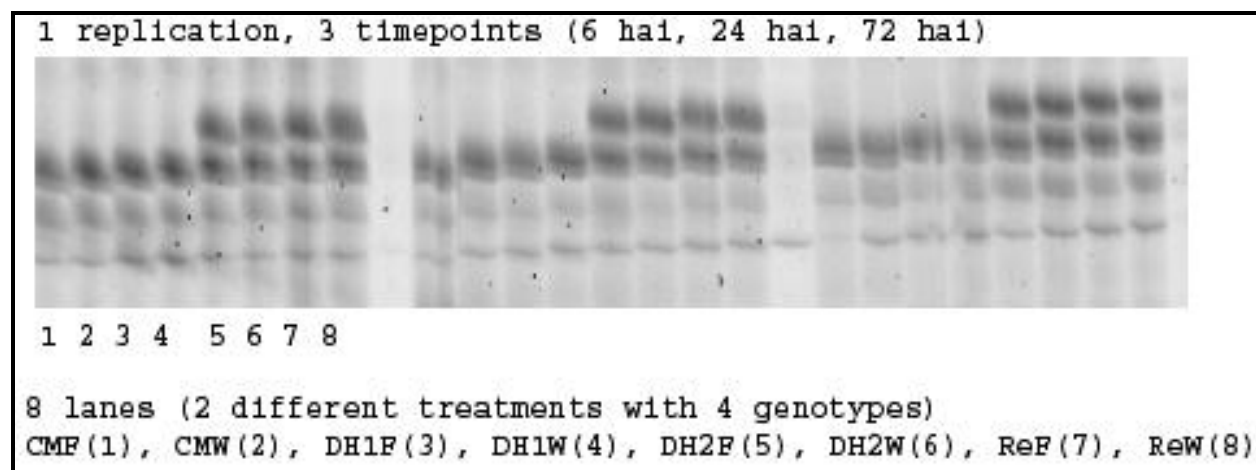 1 replication, 3 timepoints (6 hai, 24 hai, 72 hai)
1 2 3 4 5 6 7 8
8 lanes (2 different treatments with 4 genotypes)
CMF(1), CMW(2), DH1F(3), DH1W(4), DH2F(5), DH2W(6), ReF(7), ReW(8)